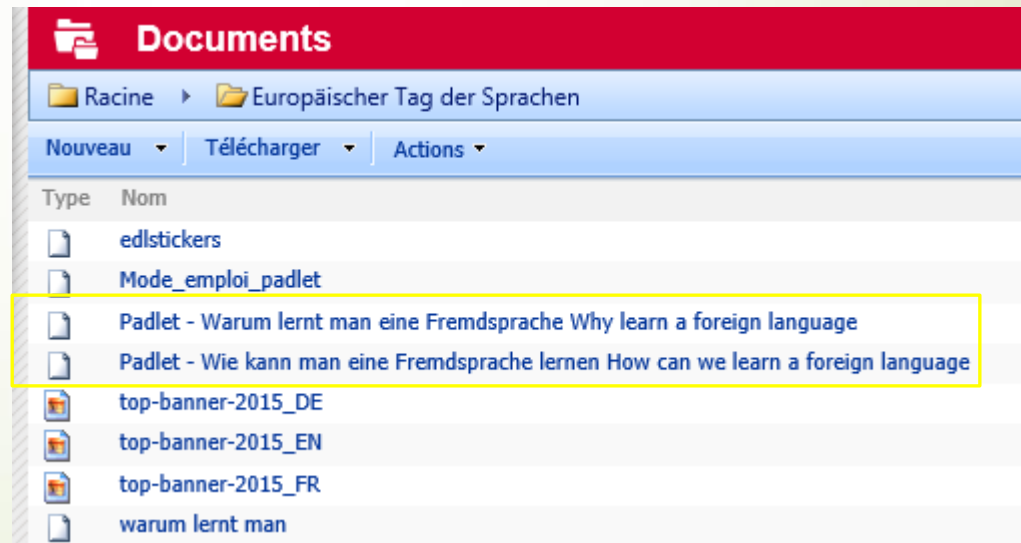 Documents
Racine Europäischer Tag der Sprachen
Nouveau Télécharger Actions
Type Nom
edlstickers
Mode_emploi_padlet
Padlet - Warum lernt man eine Fremdsprache Why learn a foreign language
Padlet - Wie kann man eine Fremdsprache lernen How can we learn a foreign language
top-banner-2015_DE
top-banner-2015_EN
top-banner-2015_FR
warum lernt man